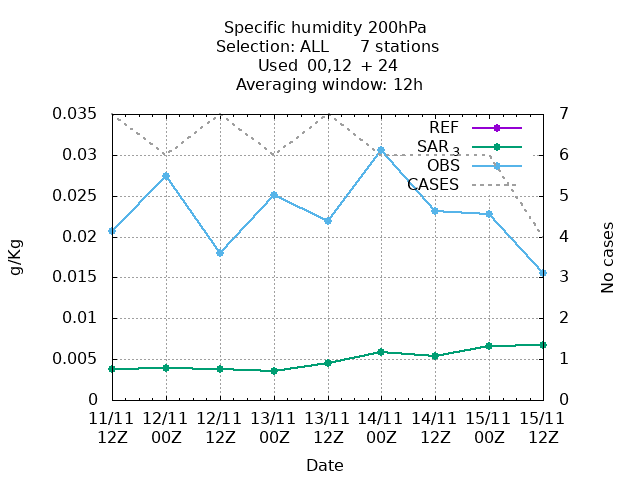 Specific humidity 200hPa
Selection: ALL 7 stations
Used 00,12 + 24
Averaging window: 12h
g/Kg
0.035
0.03
0.025
0.02
0.015
0.01
0.005
0
REF
SAR 3
OBS
CASES
7
6
5
4
3
2
1
0
No cases
11/11 12/11 12/11 13/11 13/11 14/11 14/11 15/11 15/11
12Z 00Z 12Z 00Z 12Z 00Z 12Z 00Z 12Z
Date